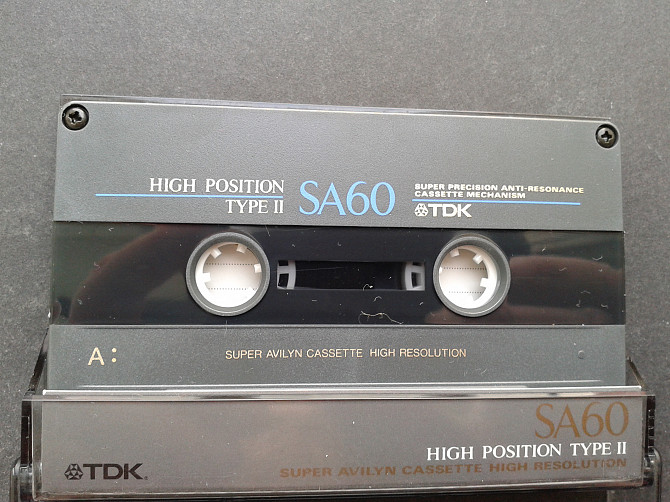 HIGH POSITION
TYPE II
SA60
SUPER PRECISION ANTI-RESONANCE
CASSETTE MECHANISM
TDK
A:
SUPER AVILYN CASSETTE HIGH RESOLUTION
SA60
HIGH POSITION TYPE II
TDK.
SUPER AVILYN CASSETTE HIGH RESOLUTION